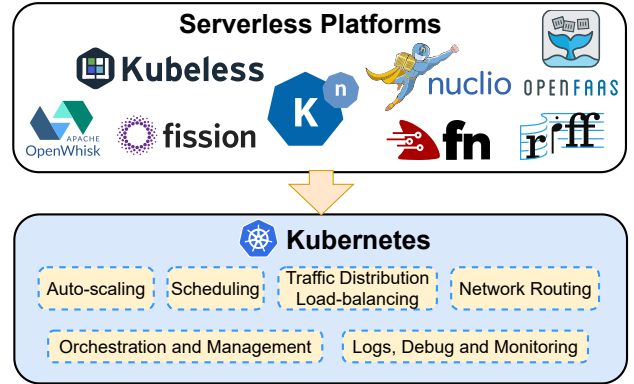 Serverless Platforms
Kubeless
K n
nuclio
OPENFAAS
APACHE
OpenWhisk
fission
fn
riff
Kubernetes
Auto-scaling
Scheduling
Traffic Distribution
Load-balancing
Network Routing
Orchestration and Management
Logs, Debug and Monitoring